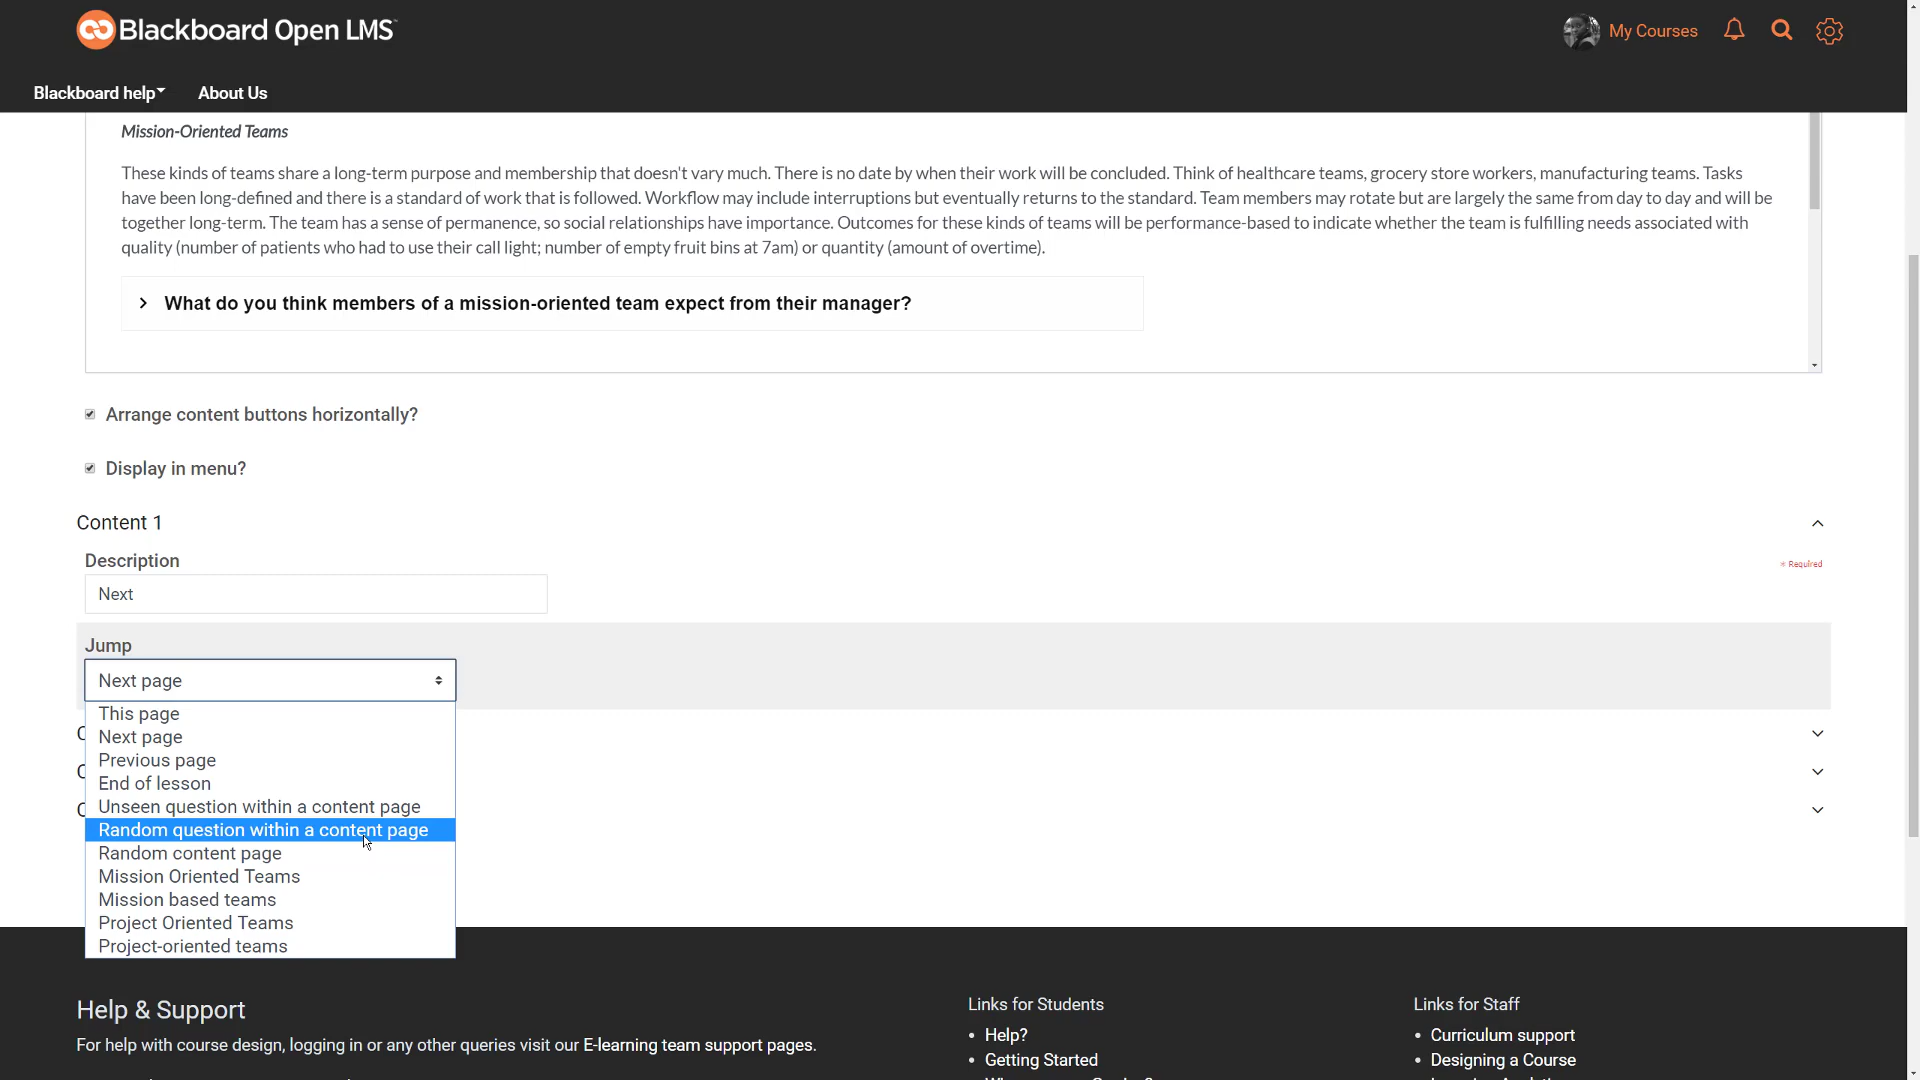 Blackboard Open LMS™
My Courses
Blackboard help
About Us
Mission-Oriented Teams
These kinds of teams share a long-term purpose and membership that doesn't vary much. There is no date by when their work will be concluded. Think of healthcare teams, grocery store workers, manufacturing teams. Tasks
have been long-defined and there is a standard of work that is followed. Workflow may include interruptions but eventually returns to the standard. Team members may rotate but are largely the same from day to day and will be
together long-term. The team has a sense of permanence, so social relationships have importance. Outcomes for these kinds of teams will be performance-based to indicate whether the team is fulfilling needs associated with
quality (number of patients who had to use their call light; number of empty fruit bins at 7am) or quantity (amount of overtime).
What do you think members of a mission-oriented team expect from their manager?
Arrange content buttons horizontally?
Display in menu?
Content 1
Description
* Required
Next
Jump
Next page
This page
Next page
Previous page
End of lesson
Unseen question within a content page
Random question within a content page
Random content page
Mission Oriented Teams
Mission based teams
Project Oriented Teams
Project-oriented teams
Help & Support
For help with course design, logging in or any other queries visit our E-learning team support pages.
Links for Students
• Help?
• Getting Started
Links for Staff
• Curriculum support
• Designing a Course